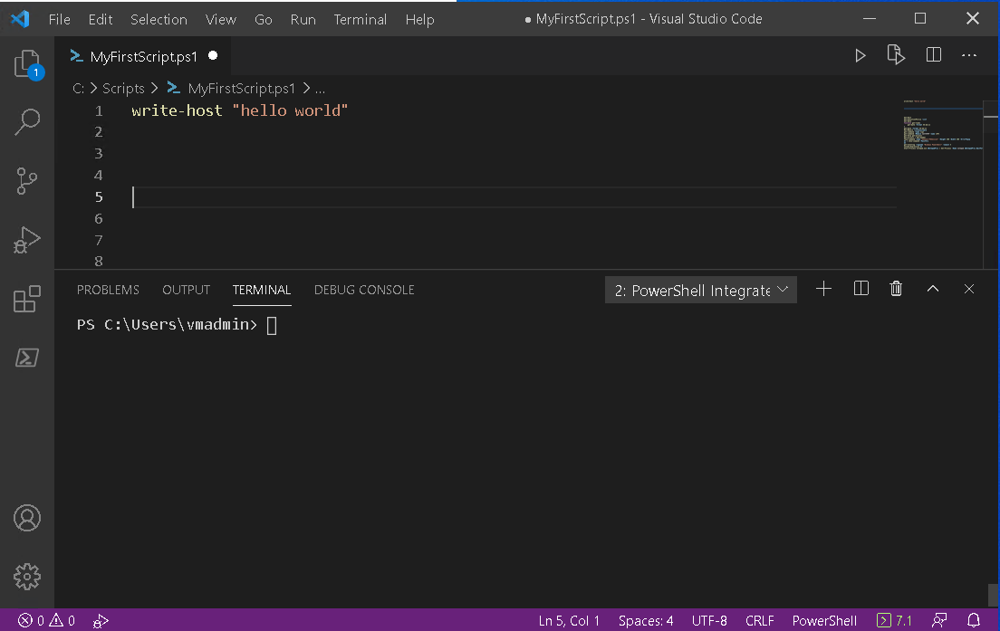 File Edit Selection View Go Run Terminal Help ● MyFirstScript.ps1 - Visual Studio Code
MyFirstScript.ps1 ●
1
C: > Scripts > MyFirstScript.ps1 > ...
1 write-host "hello world"
2
3
4
5
6
7
8
PROBLEMS OUTPUT TERMINAL DEBUG CONSOLE 2: PowerShell Integrate
PS C:\Users\vmadmin>
0 0 Ln 5, Col 1 Spaces: 4 UTF-8 CRLF PowerShell 7.1